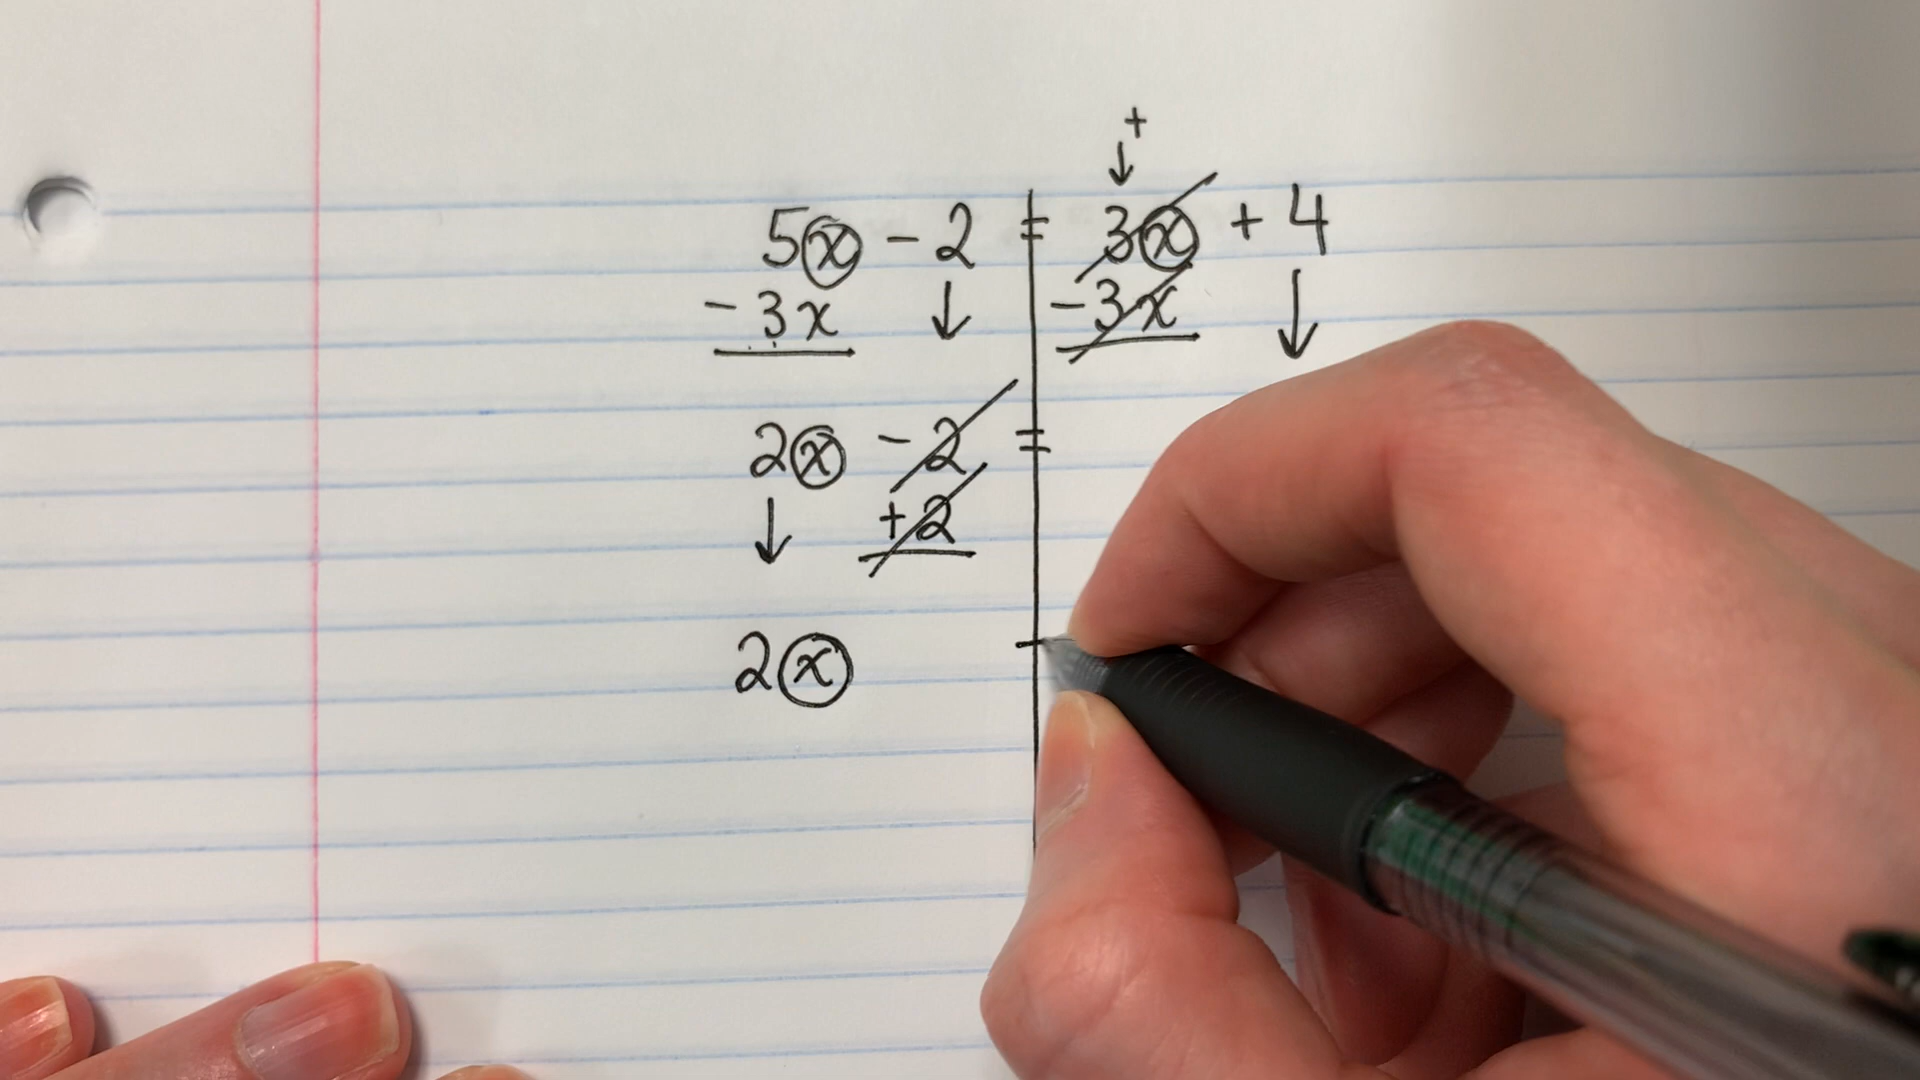 +
↓
5x - 2 = 3x + 4
- 3x ↓ - 3x ↓
2x - 2 =
↓ + 2
2x -